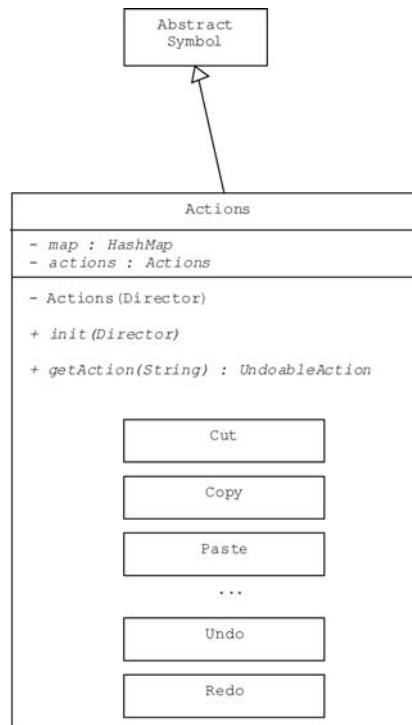 Abstract
Symbol
Actions
- map : HashMap
- actions : Actions
- Actions(Director)
+ init(Director)
+ getAction(String) : UndoableAction
Cut
Copy
Paste
...
Undo
Redo